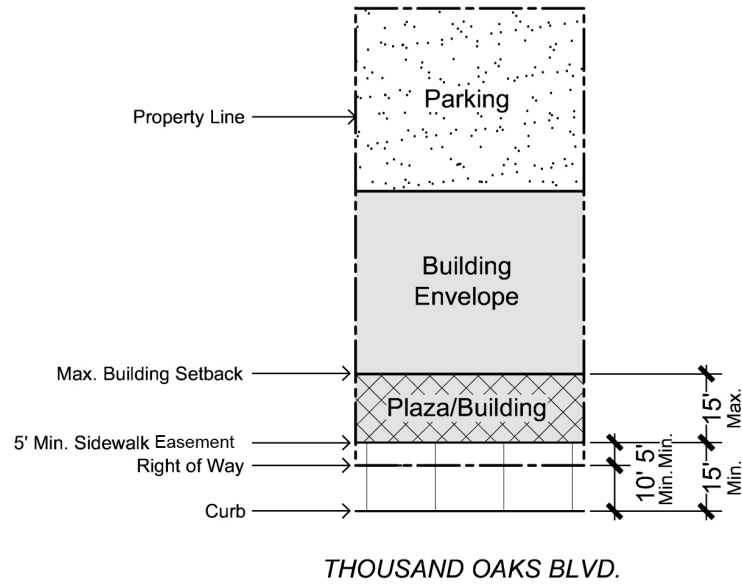 Parking
Property Line
Building
Envelope
Max. Building Setback
Plaza/Building
15'
Max.
5' Min. Sidewalk Easement
Right of Way
10' 5'
Min. Min.
15'
Min.
Curb
THOUSAND OAKS BLVD.